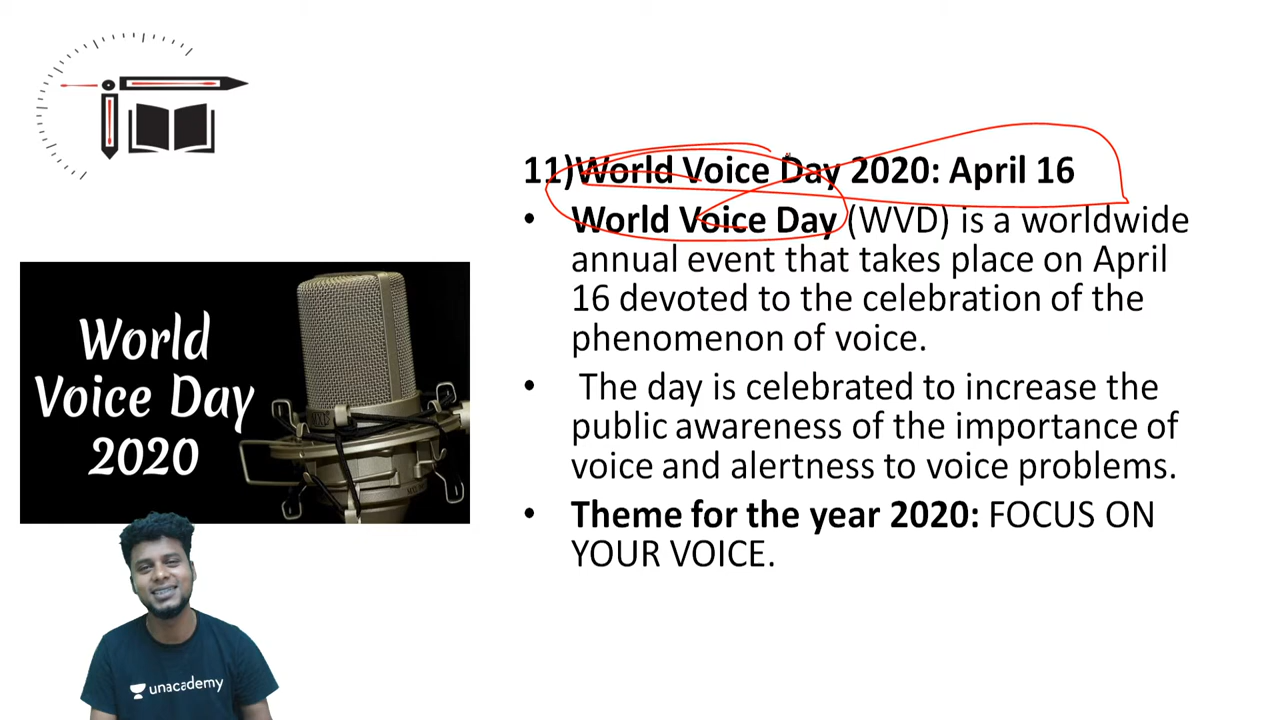 11)World Voice Day 2020: April 16
• World Voice Day (WVD) is a worldwide
annual event that takes place on April
16 devoted to the celebration of the
phenomenon of voice.
• The day is celebrated to increase the
public awareness of the importance of
voice and alertness to voice problems.
• Theme for the year 2020: FOCUS ON
YOUR VOICE.
World
Voice Day
2020
unacademy